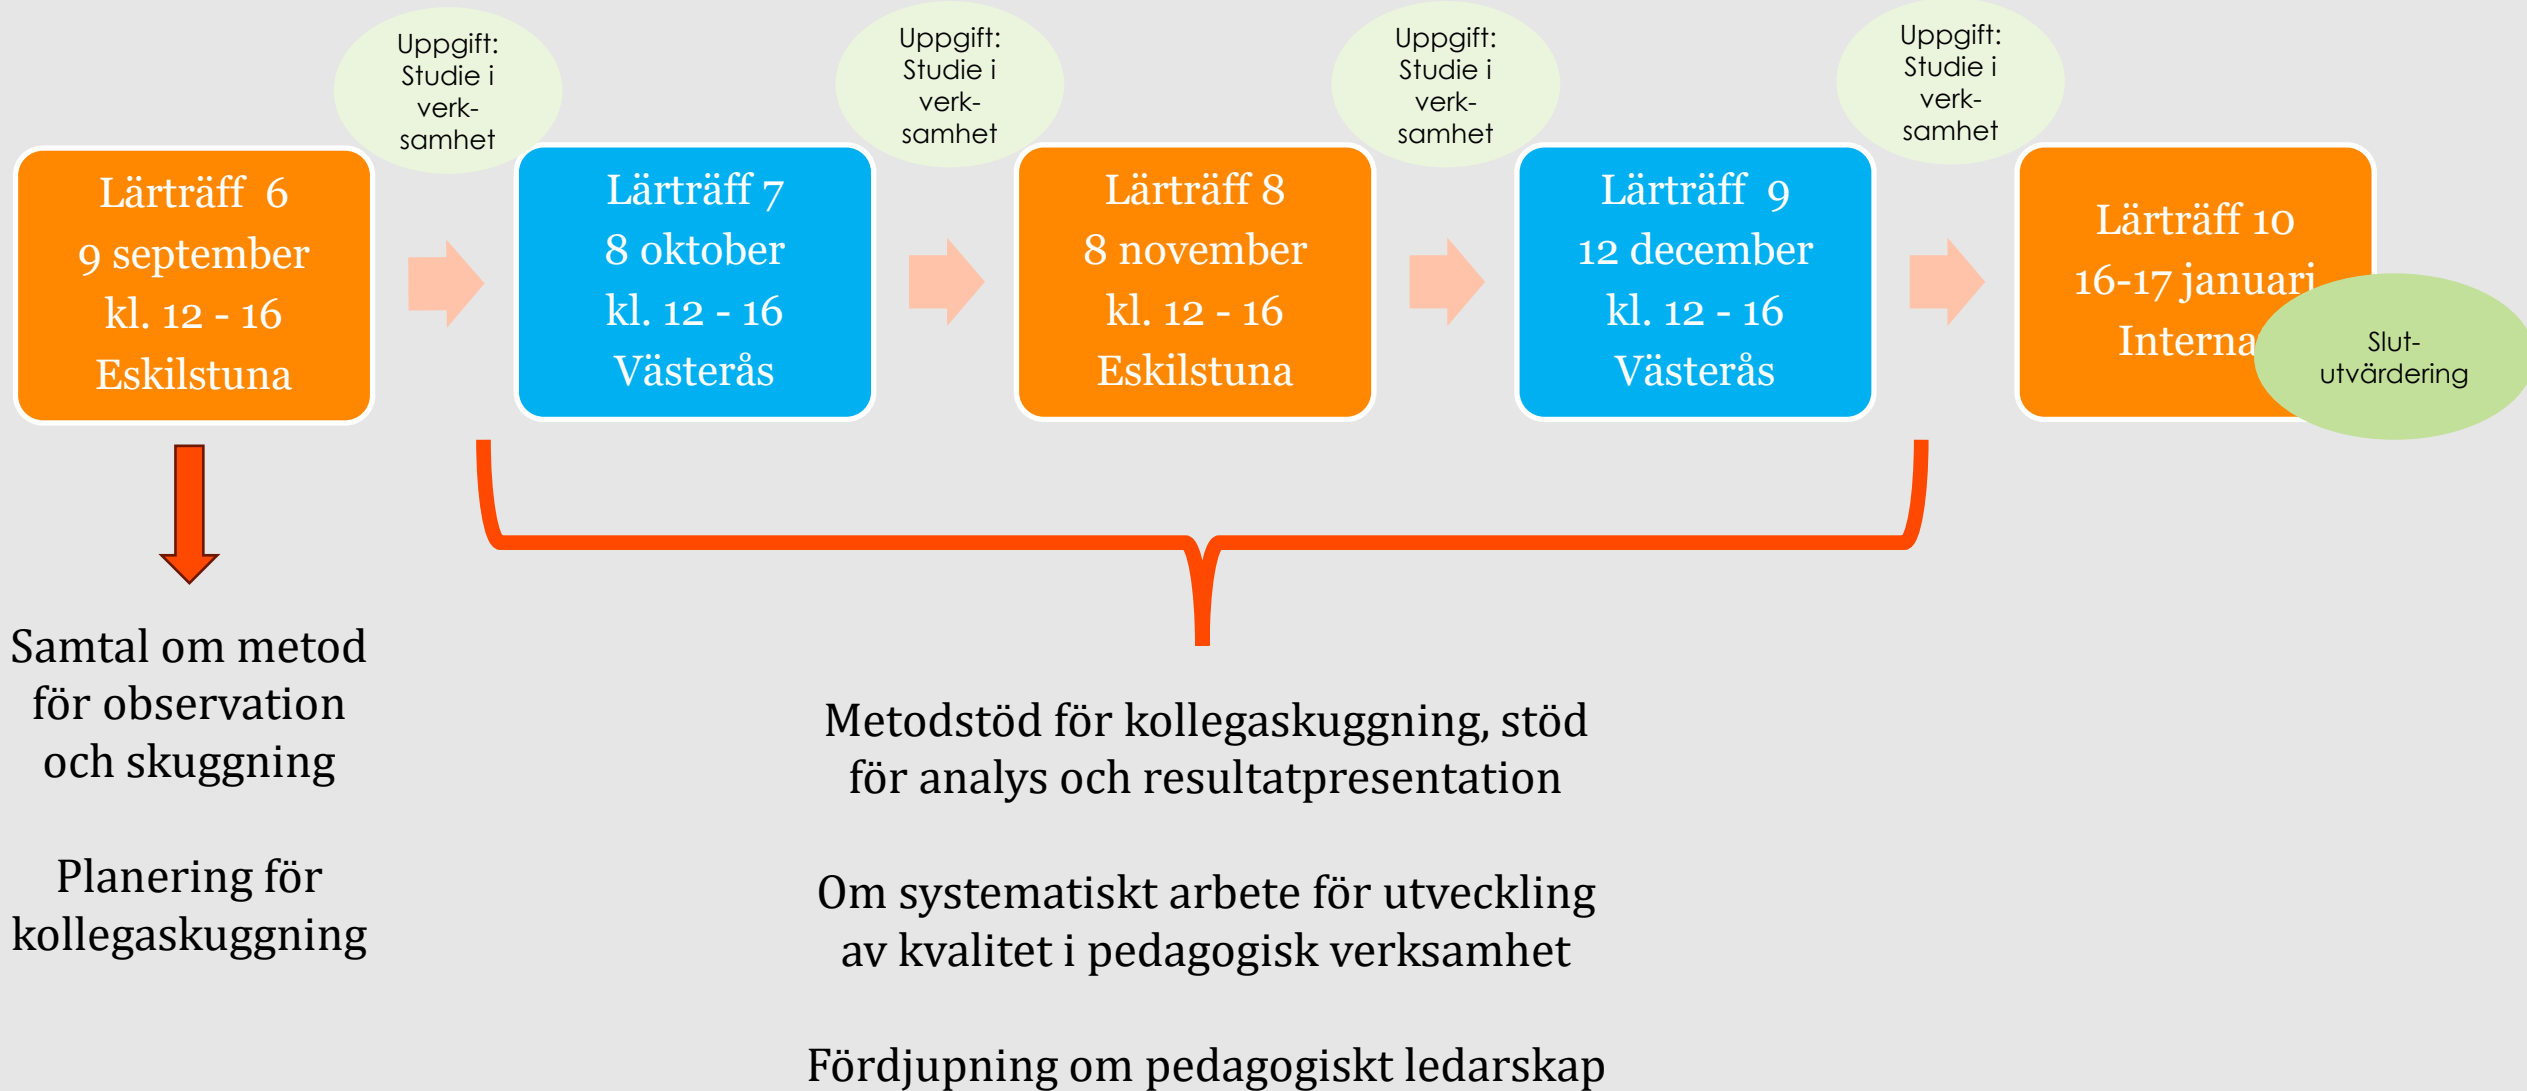 Uppgift:
Studie i
verk-
samhet
Uppgift:
Studie i
verk-
samhet
Uppgift:
Studie i
verk-
samhet
Uppgift:
Studie i
verk-
samhet
Lärträff 6
9 september
kl. 12 - 16
Eskilstuna
Lärträff 7
8 oktober
kl. 12 - 16
Västerås
Lärträff 8
8 november
kl. 12 - 16
Eskilstuna
Lärträff 9
12 december
kl. 12 - 16
Västerås
Lärträff 10
16-17 januari
Interna
Slut-
utvärdering
Samtal om metod
för observation
och skuggning
Planering för
kollegaskuggning
Metodstöd för kollegaskuggning, stöd
för analys och resultatpresentation
Om systematiskt arbete för utveckling
av kvalitet i pedagogisk verksamhet
Fördjupning om pedagogiskt ledarskap